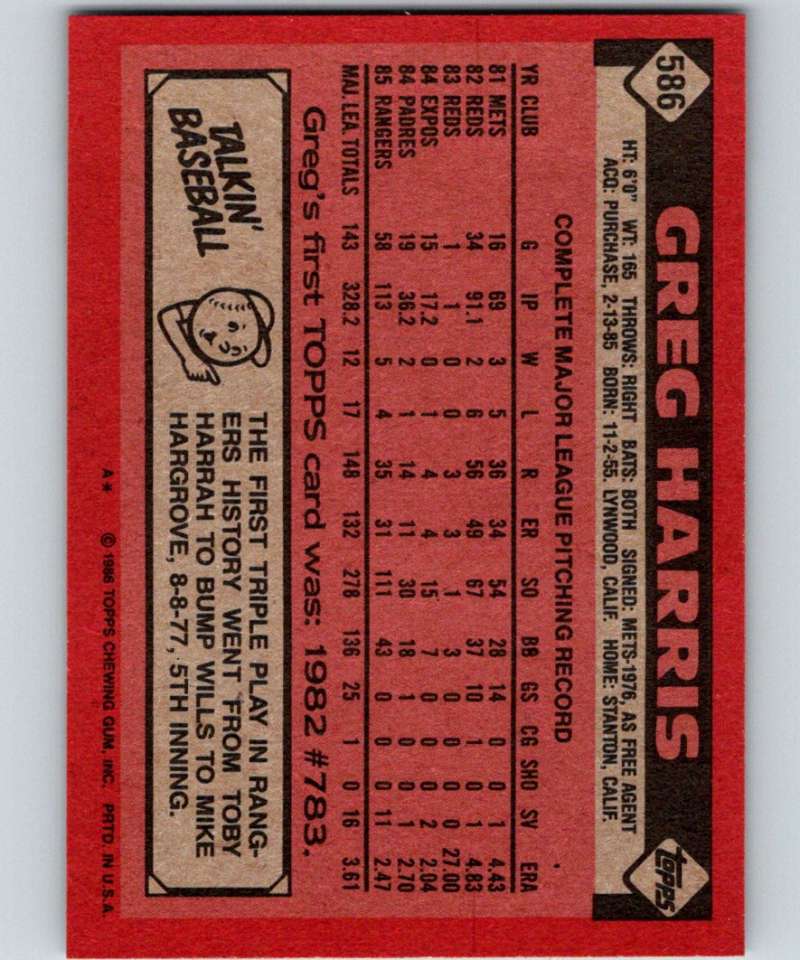 586
GREG HARRIS
TOPPS
HT: 6'0" WT: 165 THROWS: RIGHT BATS: BOTH SIGNED: METS-1976, AS FREE AGENT
ACQ: PURCHASE, 2-13-85 BORN: 11-2-55, LYNWOOD, CALIF. HOME: STANTON, CALIF.
COMPLETE MAJOR LEAGUE PITCHING RECORD
YR CLUB G IP W L R ER SO BB GS CG SHO SV ERA
81 METS 16 69 3 5 36 34 54 28 14 0 0 1 4.43
82 REDS 34 91.1 2 6 56 49 67 37 10 1 0 1 4.83
83 REDS 1 1 0 0 3 3 1 3 0 0 0 0 27.00
84 EXPOS 15 17.2 0 1 4 4 15 7 0 0 0 2 2.04
84 PADRES 19 36.2 2 1 14 11 30 18 1 0 0 1 2.70
85 RANGERS 58 113 5 4 35 31 111 43 0 0 0 11 2.47
MAJ. LEA. TOTALS 143 328.2 12 17 148 132 278 136 25 1 0 16 3.61
Greg's first TOPPS card was: 1982 #783.
TALKIN'
BASEBALL
THE FIRST TRIPLE PLAY IN RANG-
ERS HISTORY WENT FROM TOBY
HARRAH TO BUMP WILLS TO MIKE
HARGROVE, 8-8-77, 5TH INNING.
A* © 1986 TOPPS CHEWING GUM, INC. PRTD. IN U.S.A.